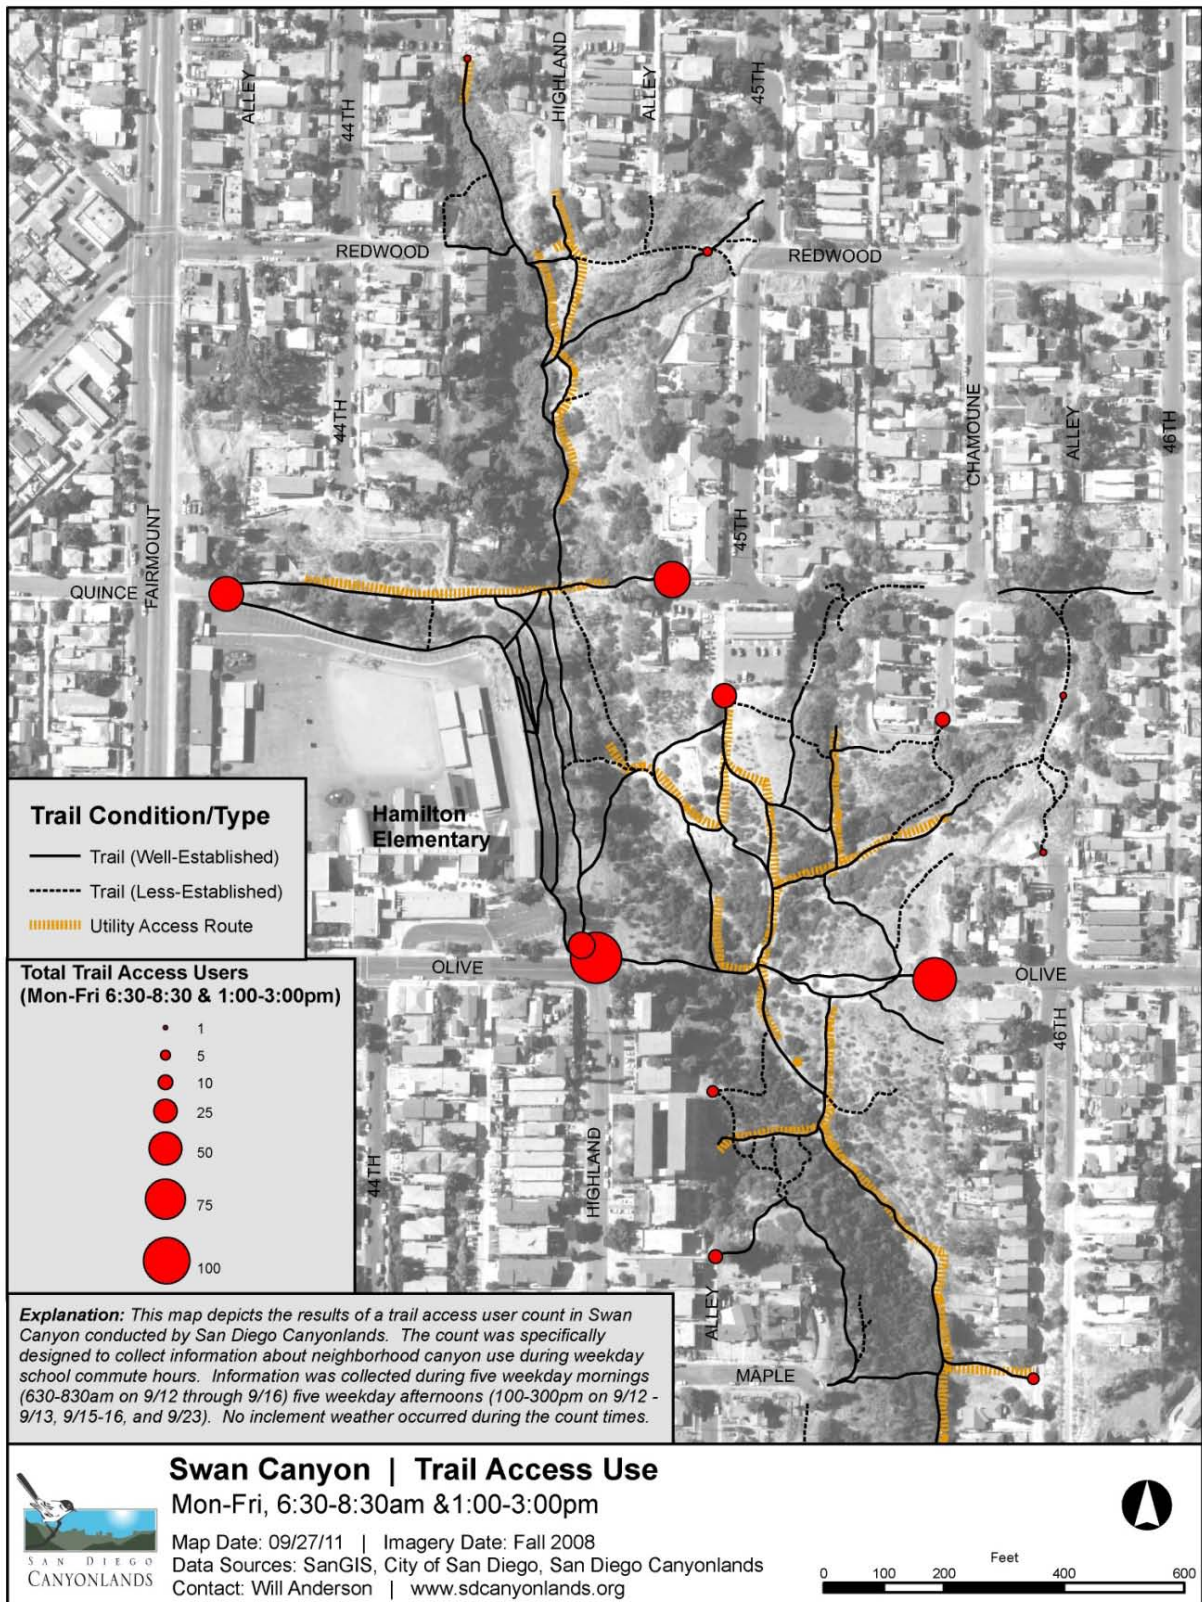 HIGHLAND
ALLEY
44TH
ALLEY
45TH
REDWOOD
REDWOOD
44TH
CHAMOUNE
ALLEY
46TH
45TH
FAIRMOUNT
QUINCE
Hamilton
Elementary
OLIVE
OLIVE
46TH
44TH
HIGHLAND
ALLEY
MAPLE
Trail Condition/Type
Trail (Well-Established)
Trail (Less-Established)
Utility Access Route
Total Trail Access Users
(Mon-Fri 6:30-8:30 & 1:00-3:00pm)
1
5
10
25
50
75
100
Explanation: This map depicts the results of a trail access user count in Swan
Canyon conducted by San Diego Canyonlands. The count was specifically
designed to collect information about neighborhood canyon use during weekday
school commute hours. Information was collected during five weekday mornings
(630-830am on 9/12 through 9/16) five weekday afternoons (100-300pm on 9/12 -
9/13, 9/15-16, and 9/23). No inclement weather occurred during the count times.
SAN DIEGO
CANYONLANDS
Swan Canyon | Trail Access Use
Mon-Fri, 6:30-8:30am &1:00-3:00pm
Map Date: 09/27/11 | Imagery Date: Fall 2008
Data Sources: SanGIS, City of San Diego, San Diego Canyonlands
Contact: Will Anderson | www.sdcanyonlands.org
Feet
0 100 200 400 600